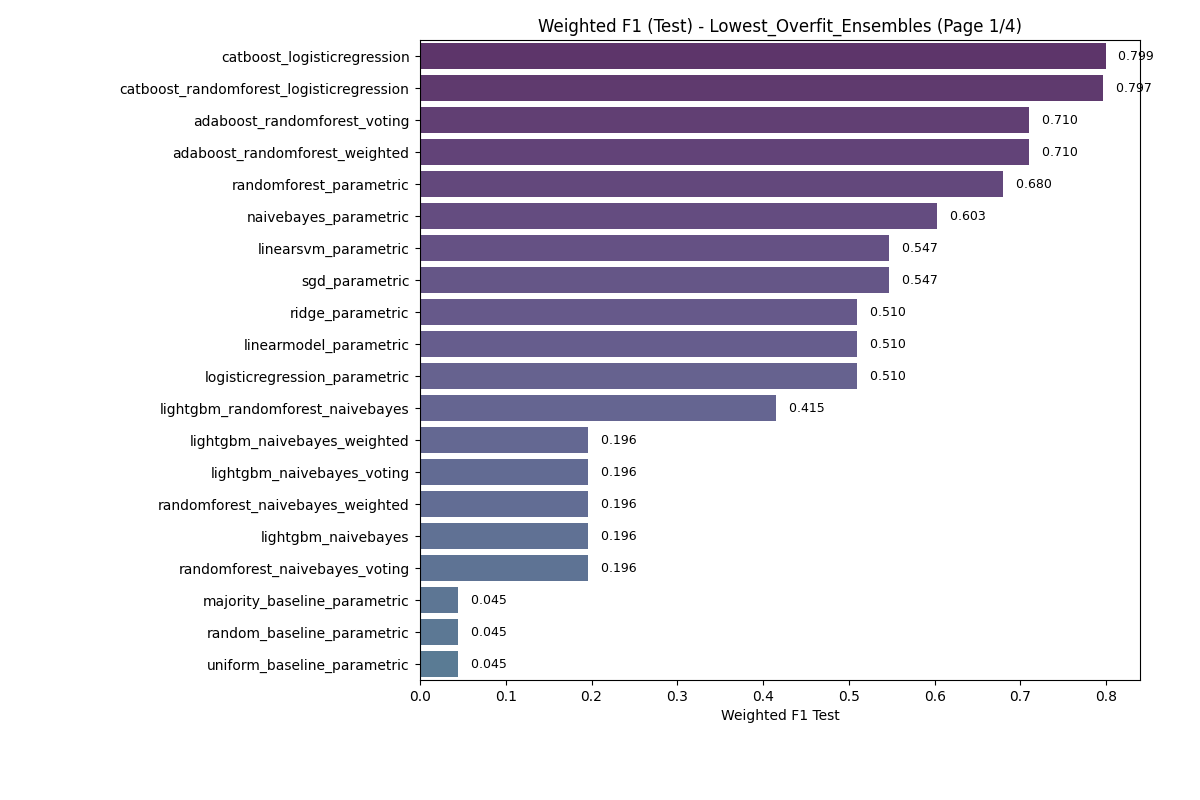 Weighted F1 (Test) - Lowest_Overfit_Ensembles (Page 1/4)
catboost_logisticregression 0.799
catboost_randomforest_logisticregression 0.797
adaboost_randomforest_voting 0.710
adaboost_randomforest_weighted 0.710
randomforest_parametric 0.680
naivebayes_parametric 0.603
linearsvm_parametric 0.547
sgd_parametric 0.547
ridge_parametric 0.510
linearmodel_parametric 0.510
logisticregression_parametric 0.510
lightgbm_randomforest_naivebayes 0.415
lightgbm_naivebayes_weighted 0.196
lightgbm_naivebayes_voting 0.196
randomforest_naivebayes_weighted 0.196
lightgbm_naivebayes 0.196
randomforest_naivebayes_voting 0.196
majority_baseline_parametric 0.045
random_baseline_parametric 0.045
uniform_baseline_parametric 0.045
0.0 0.1 0.2 0.3 0.4 0.5 0.6 0.7 0.8
Weighted F1 Test